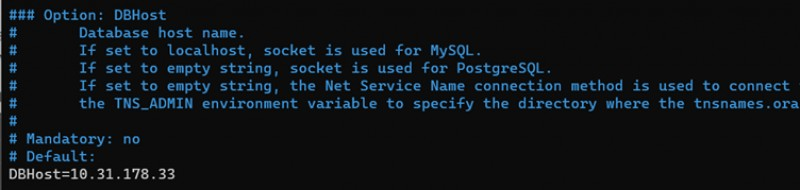 ### Option: DBHost
#       Database host name.
#       If set to localhost, socket is used for MySQL.
#       If set to empty string, socket is used for PostgreSQL.
#       If set to empty string, the Net Service Name connection method is used to connect
#       the TNS_ADMIN environment variable to specify the directory where the tnsnames.ora
#
# Mandatory: no
# Default:
DBHost=10.31.178.33